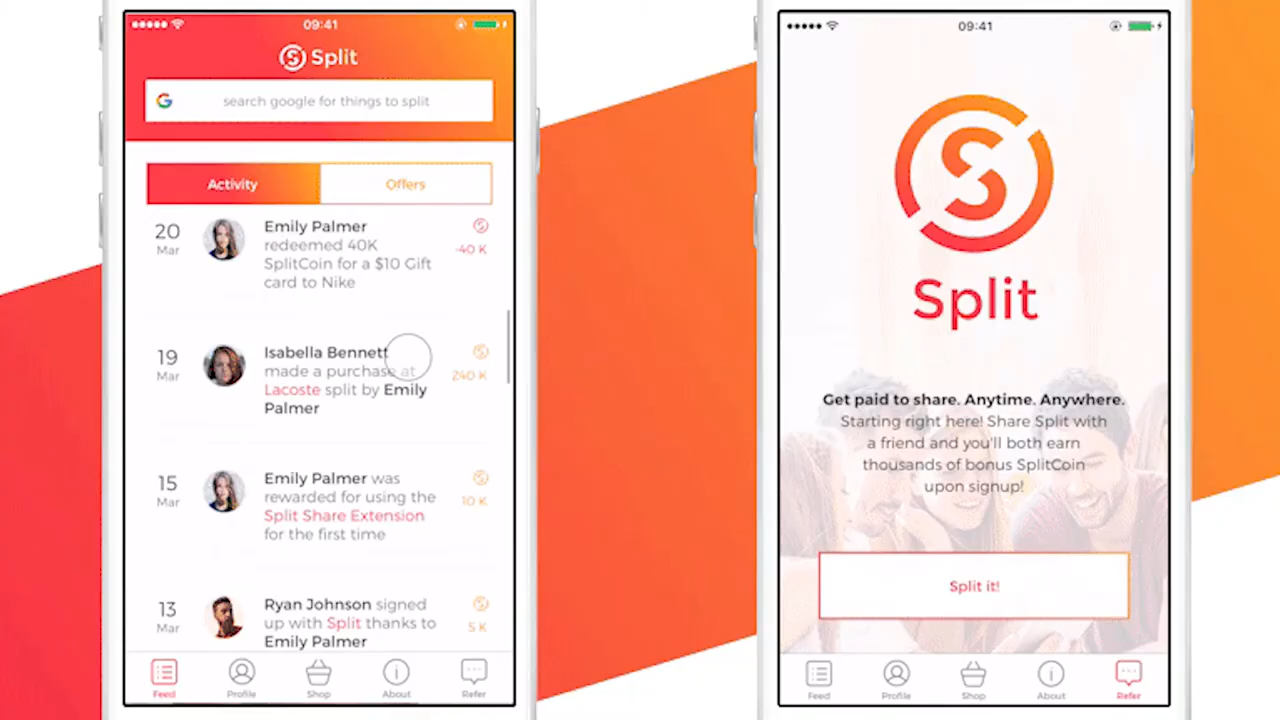 09:41
Split
search google for things to split
Activity
Offers
20
Mar
Emily Palmer
redeemed 40K
SplitCoin for a $10 Gift
card to Nike
-40 K
19
Mar
Isabella Bennett
made a purchase at
Lacoste split by Emily
Palmer
240 K
15
Mar
Emily Palmer was
rewarded for using the
Split Share Extension
for the first time
10 K
13
Mar
Ryan Johnson signed
up with Split thanks to
Emily Palmer
5 K
Feed
Profile
Shop
About
Refer
09:41
Split
Get paid to share. Anytime. Anywhere.
Starting right here! Share Split with
a friend and you'll both earn
thousands of bonus SplitCoin
upon signup!
Split it!
Feed
Profile
Shop
About
Refer